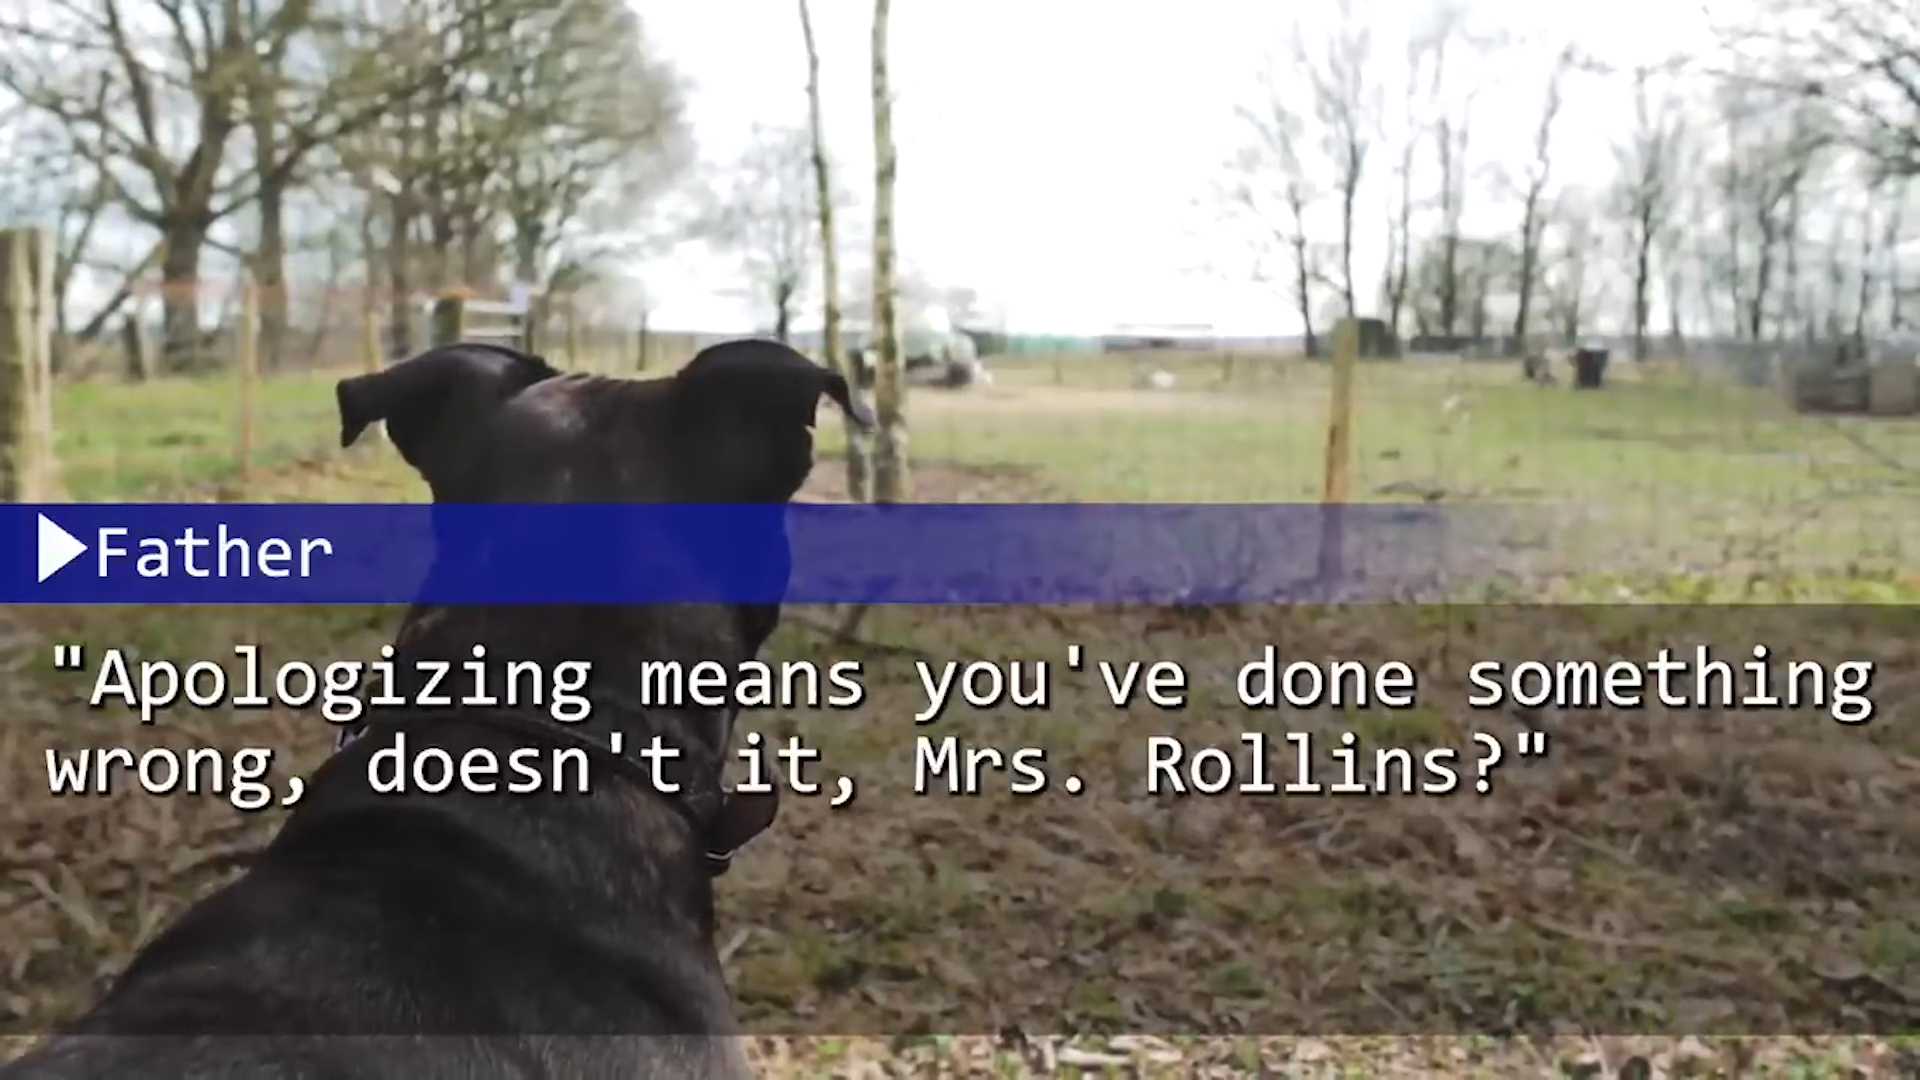 Father
"Apologizing means you've done something
wrong, doesn't it, Mrs. Rollins?"